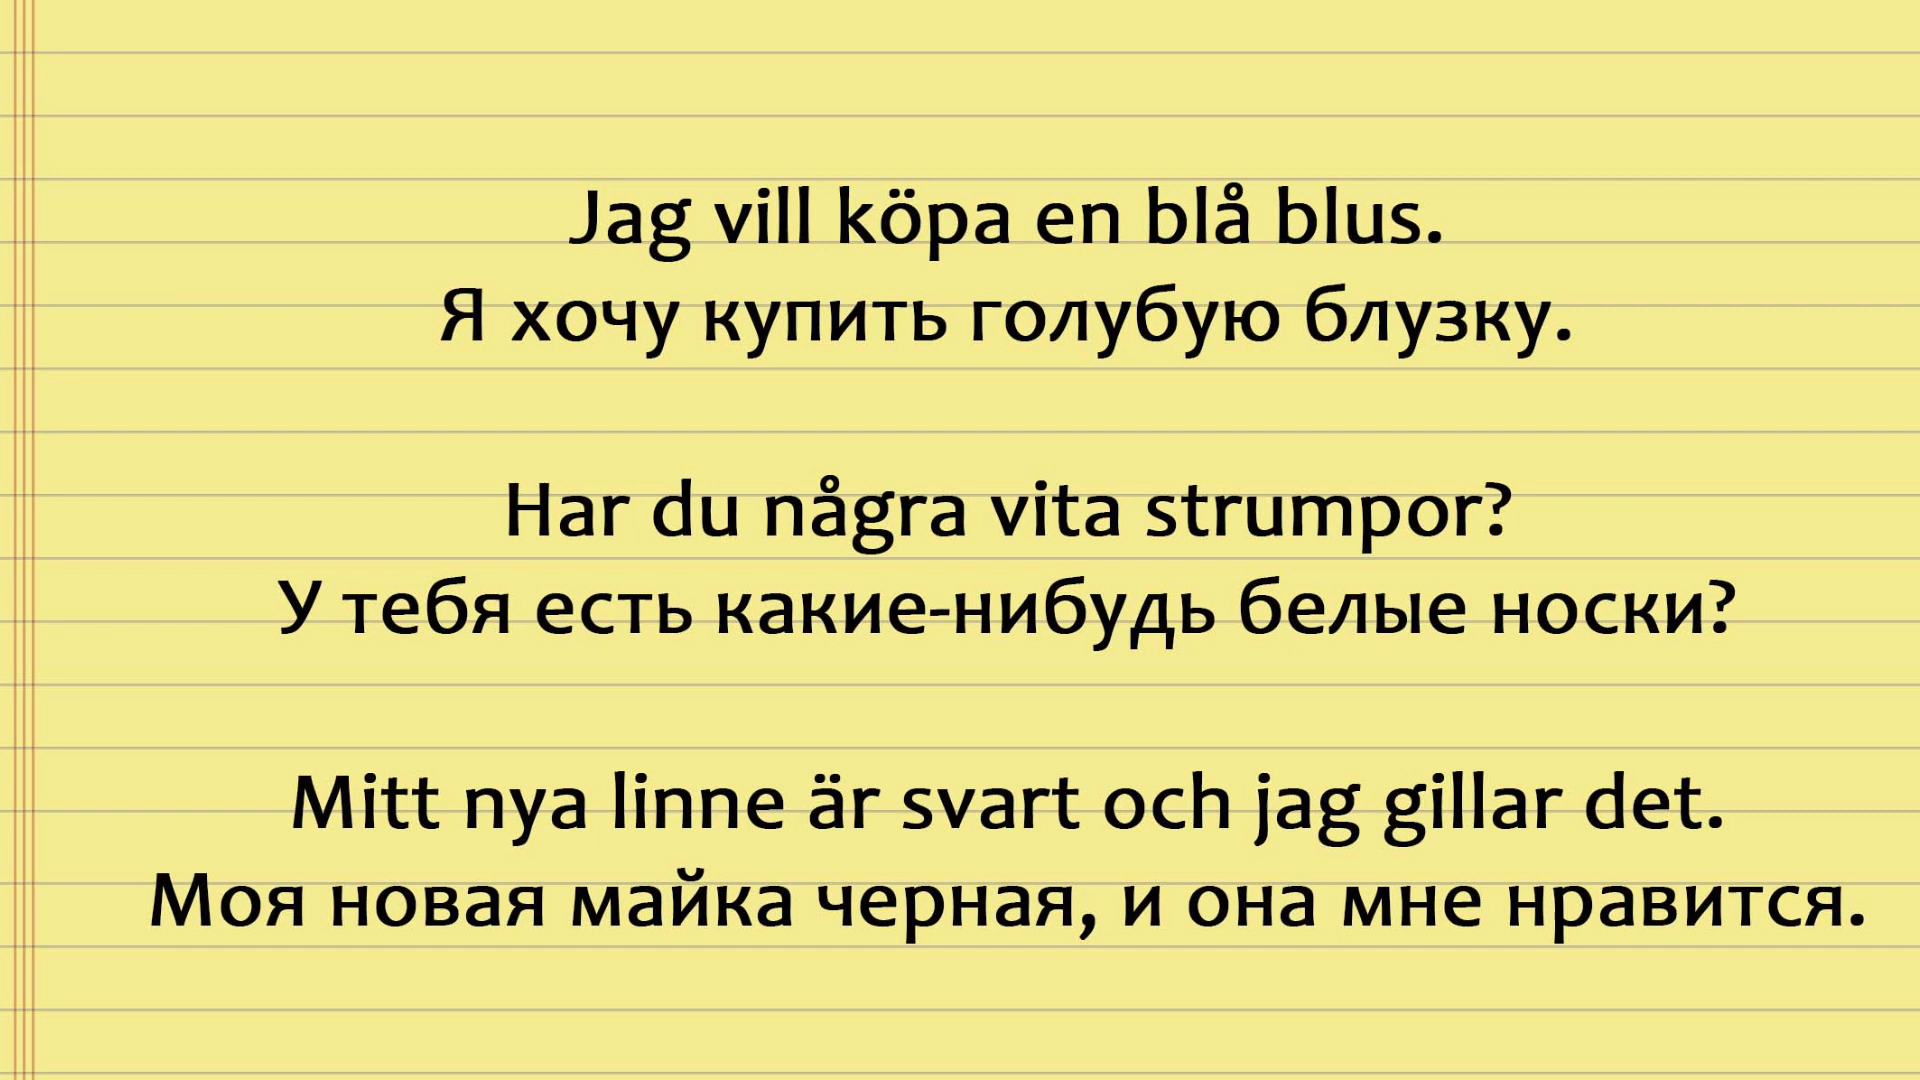 Jag vill köpa en blå blus.
Я хочу купить голубую блузку.
Har du några vita strumpor?
У тебя есть какие-нибудь белые носки?
Mitt nya linne är svart och jag gillar det.
Моя новая майка черная, и она мне нравится.